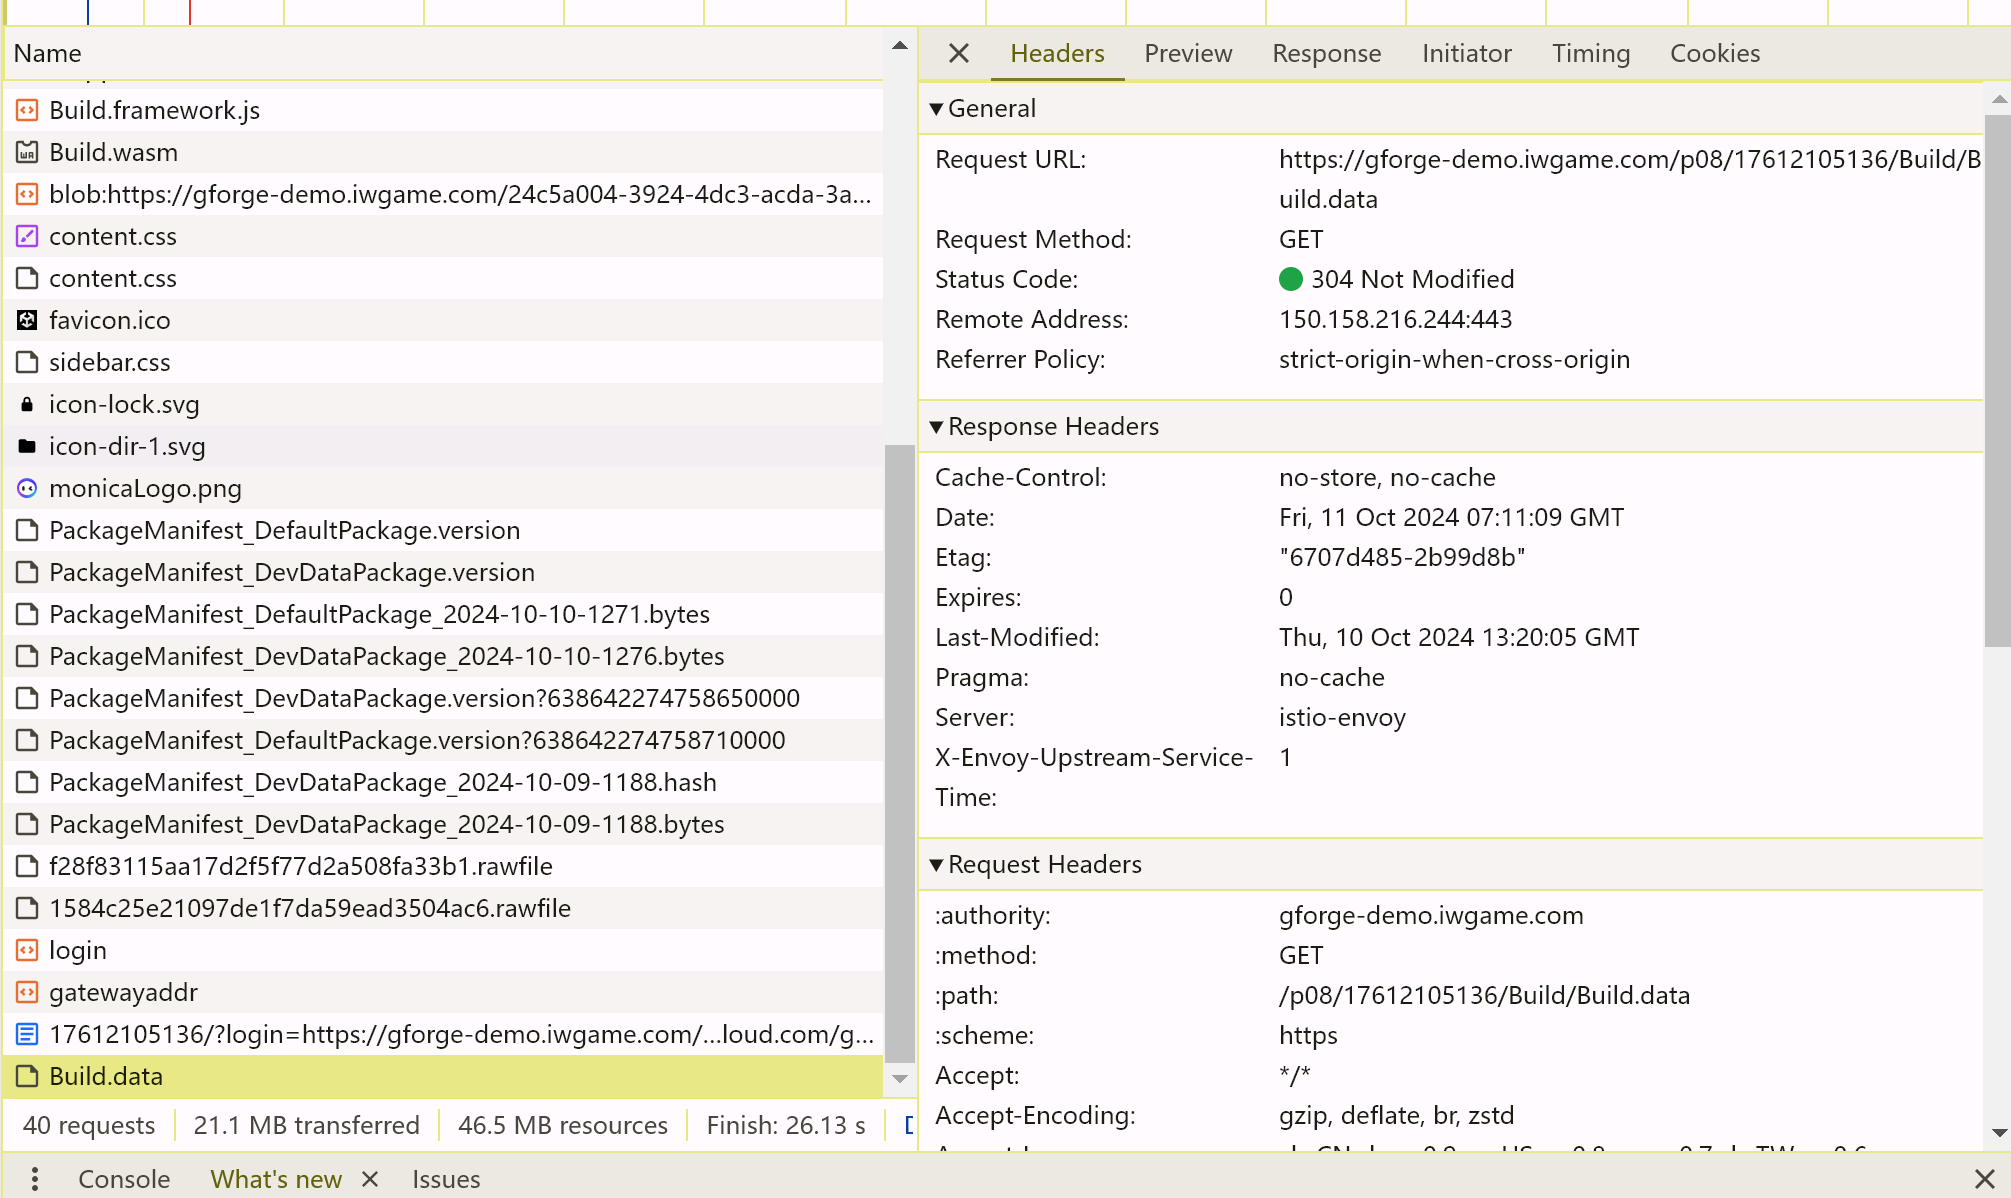 Name
Build.framework.js
Build.wasm
blob:https://gforge-demo.iwgame.com/24c5a004-3924-4dc3-acda-3a...
content.css
content.css
favicon.ico
sidebar.css
icon-lock.svg
icon-dir-1.svg
monicaLogo.png
PackageManifest_DefaultPackage.version
PackageManifest_DevDataPackage.version
PackageManifest_DefaultPackage_2024-10-10-1271.bytes
PackageManifest_DevDataPackage_2024-10-10-1276.bytes
PackageManifest_DevDataPackage.version?638642274758650000
PackageManifest_DefaultPackage.version?638642274758710000
PackageManifest_DevDataPackage_2024-10-09-1188.hash
PackageManifest_DevDataPackage_2024-10-09-1188.bytes
f28f83115aa17d2f5f77d2a508fa33b1.rawfile
1584c25e21097de1f7da59ead3504ac6.rawfile
login
gatewayaddr
17612105136/?login=https://gforge-demo.iwgame.com/...loud.com/g...
Build.data
40 requests 21.1 MB transferred 46.5 MB resources Finish: 26.13 s
Headers Preview Response Initiator Timing Cookies
General
Request URL: https://gforge-demo.iwgame.com/p08/17612105136/Build/B
uild.data
Request Method: GET
Status Code: 304 Not Modified
Remote Address: 150.158.216.244:443
Referrer Policy: strict-origin-when-cross-origin
Response Headers
Cache-Control: no-store, no-cache
Date: Fri, 11 Oct 2024 07:11:09 GMT
Etag: "6707d485-2b99d8b"
Expires: 0
Last-Modified: Thu, 10 Oct 2024 13:20:05 GMT
Pragma: no-cache
Server: istio-envoy
X-Envoy-Upstream-Service- 1
Time:
Request Headers
:authority: gforge-demo.iwgame.com
:method: GET
:path: /p08/17612105136/Build/Build.data
:scheme: https
Accept: */*
Accept-Encoding: gzip, deflate, br, zstd
Console What's new Issues